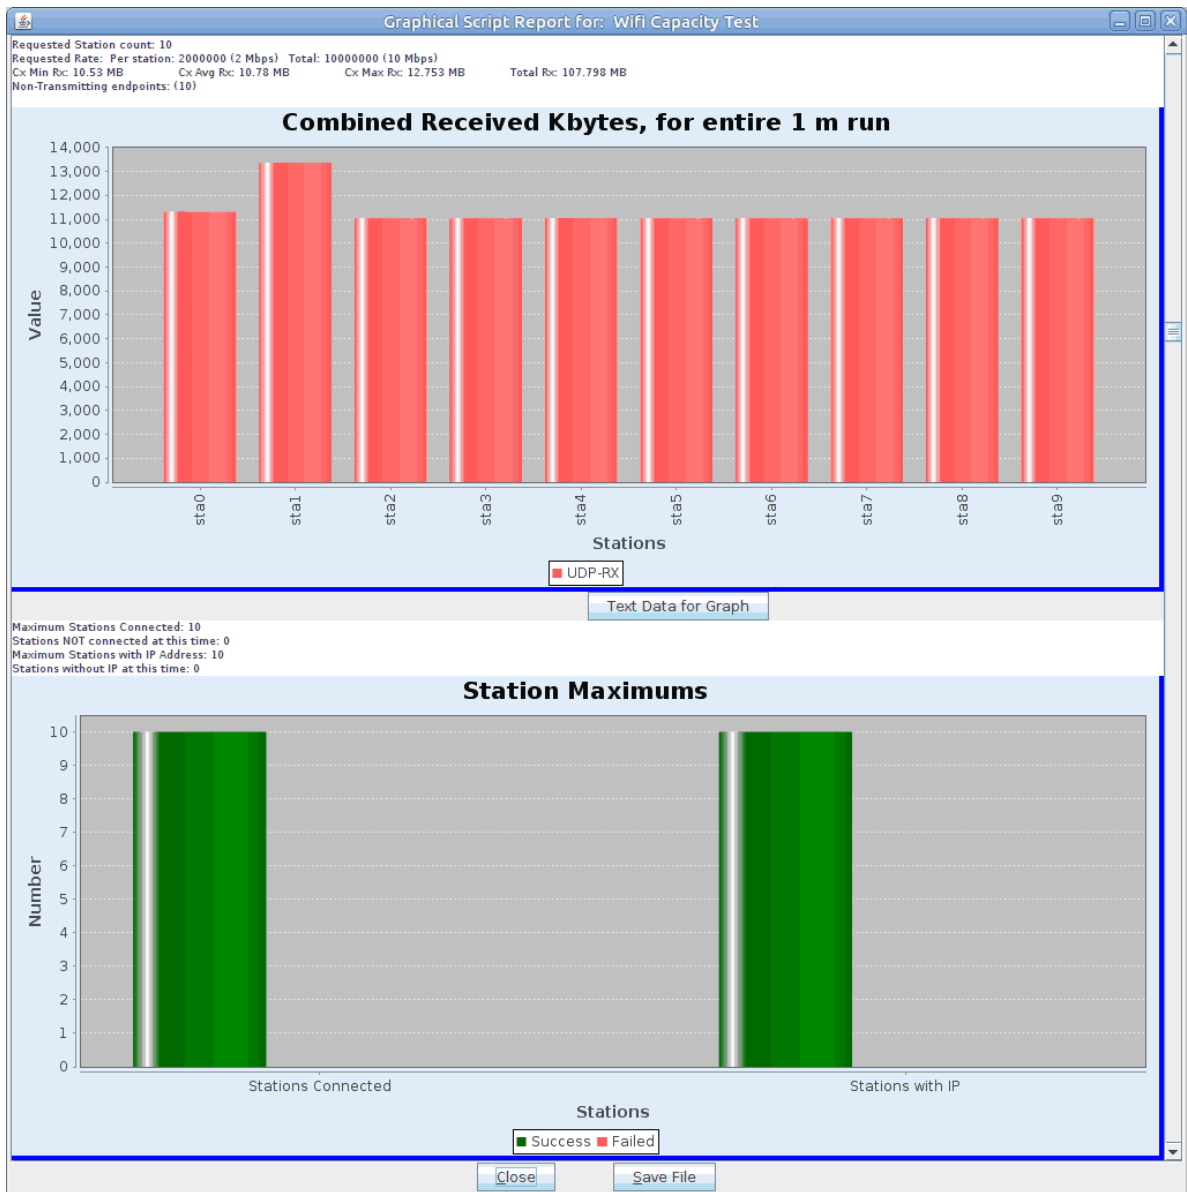 Graphical Script Report for: Wifi Capacity Test
Requested Station count: 10
Requested Rate: Per station: 2000000 (2 Mbps) Total: 10000000 (10 Mbps)
Cx Min Rx: 10.53 MB Cx Avg Rx: 10.78 MB Cx Max Rx: 12.753 MB Total Rx: 107.798 MB
Non-Transmitting endpoints: (10)
Combined Received Kbytes, for entire 1 m run
14,000
13,000
12,000
11,000
10,000
9,000
8,000
7,000
6,000
5,000
4,000
3,000
2,000
1,000
0
Value
sta0 sta1 sta2 sta3 sta4 sta5 sta6 sta7 sta8 sta9
Stations
UDP-RX
Text Data for Graph
Maximum Stations Connected: 10
Stations NOT connected at this time: 0
Maximum Stations with IP Address: 10
Stations without IP at this time: 0
Station Maximums
10
9
8
7
6
5
4
3
2
1
0
Number
Stations Connected Stations with IP
Stations
Success Failed
Close Save File